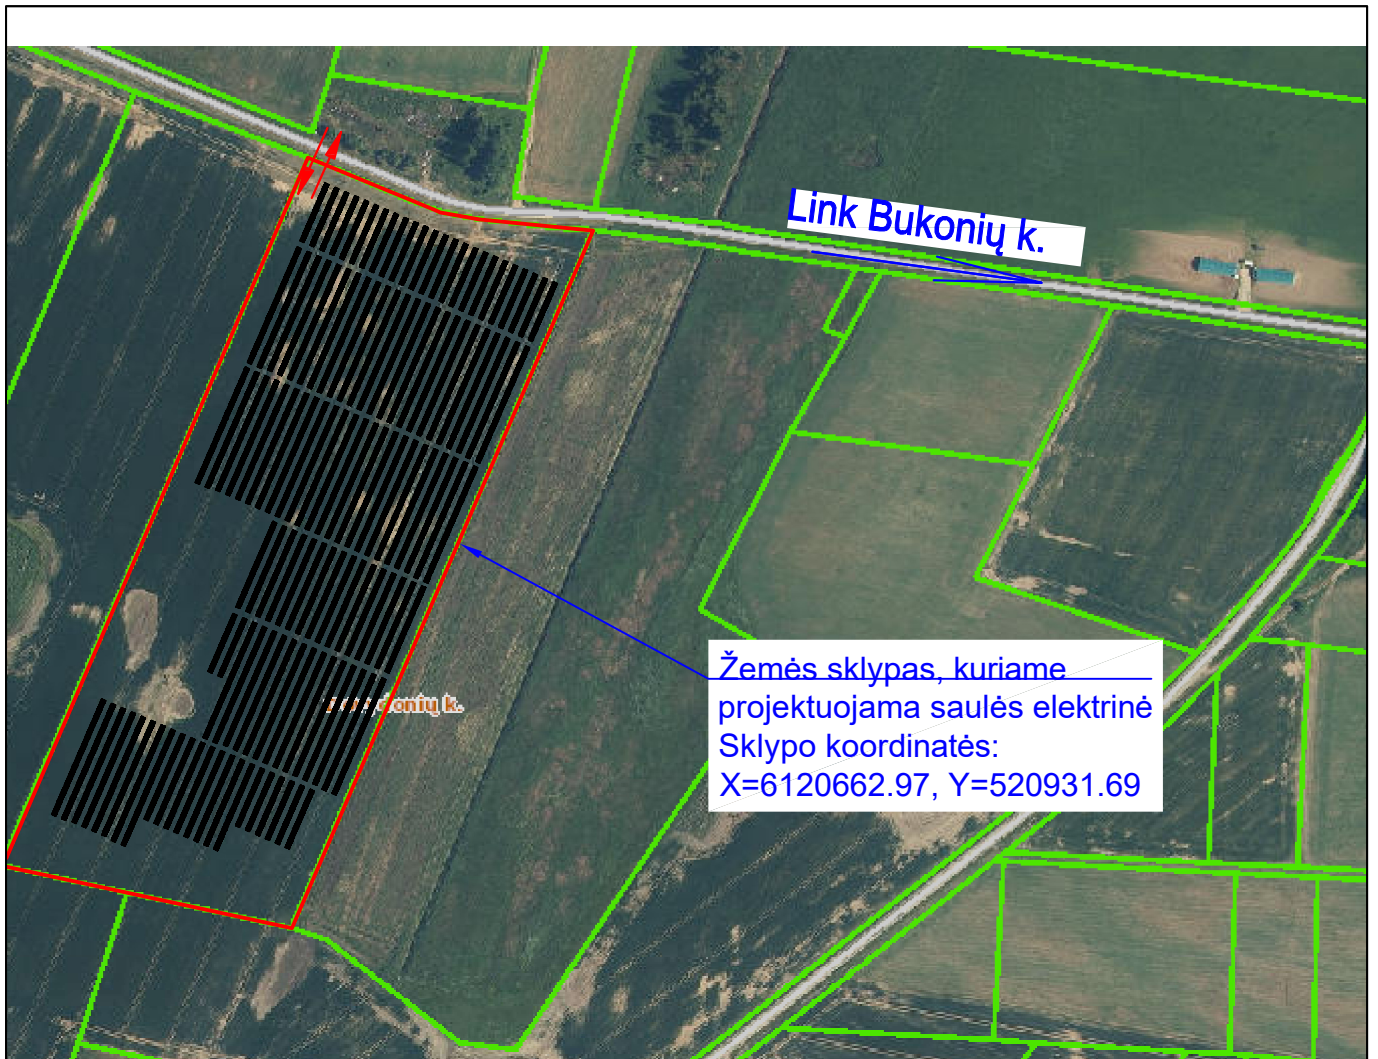 Link Bukonių k.
Žemės sklypas, kuriame
projektuojama saulės elektrinė
Sklypo koordinatės:
X=6120662.97, Y=520931.69
k.